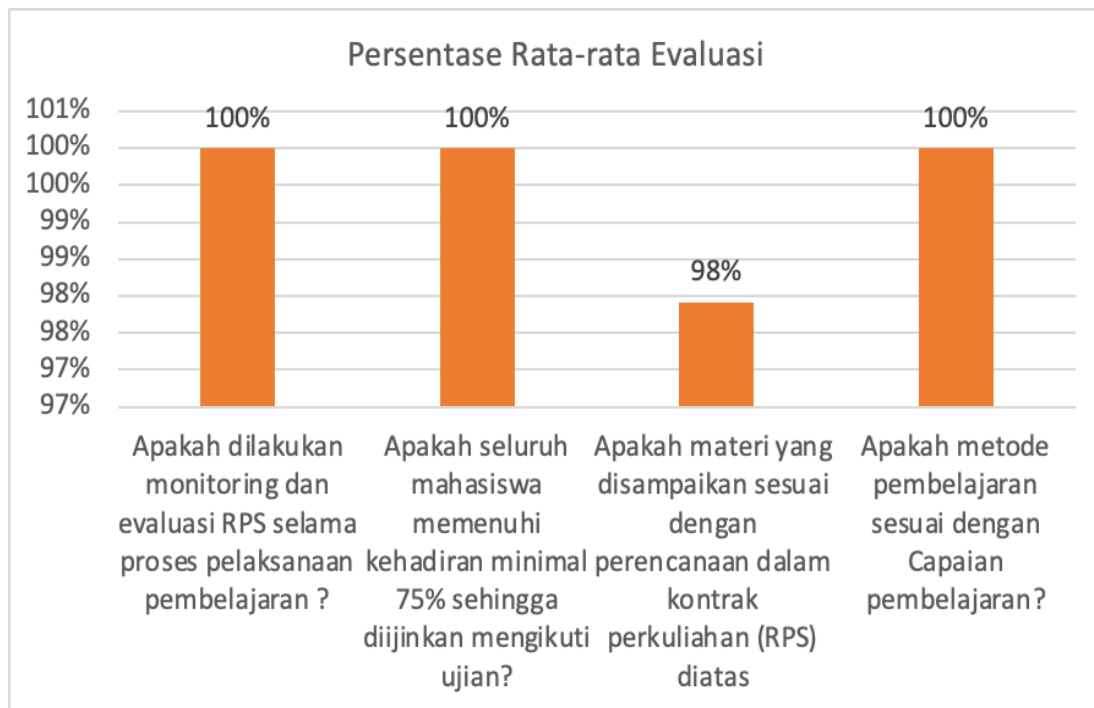 Persentase Rata-rata Evaluasi
101%
100%
100%
99%
99%
98%
98%
97%
97%
100%
100%
98%
100%
Apakah dilakukan
monitoring dan
evaluasi RPS selama
proses pelaksanaan
pembelajaran ?
Apakah seluruh
mahasiswa
memenuhi
kehadiran minimal
75% sehingga
diijinkan mengikuti
ujian?
Apakah materi yang
disampaikan sesuai
dengan
perencanaan dalam
kontrak
perkuliahan (RPS)
diatas
Apakah metode
pembelajaran
sesuai dengan
Capaian
pembelajaran?